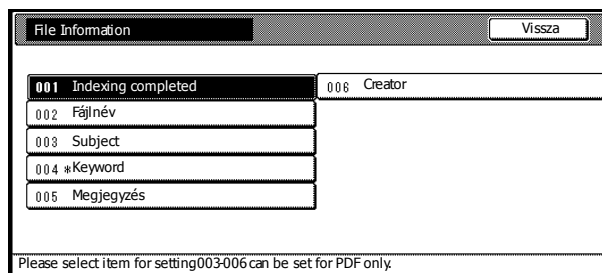 File Information
Vissza
001 Indexing completed
002 Fájlnév
003 Subject
004 *Keyword
005 Megjegyzés
006 Creator
Please select item for setting003-006 can be set for PDF only.